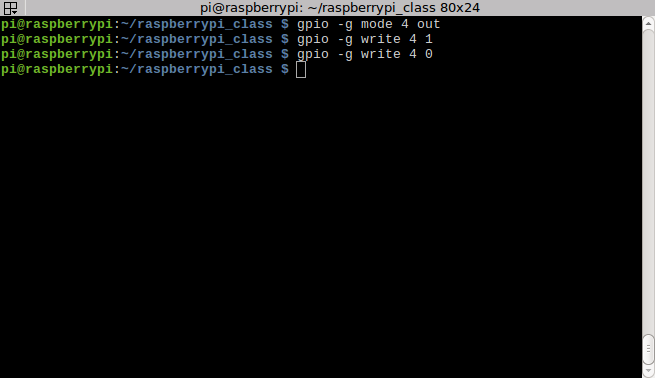 pi@raspberrypi: ~/raspberrypi_class 80x24
pi@raspberrypi:~/raspberrypi_class $ gpio -g mode 4 out
pi@raspberrypi:~/raspberrypi_class $ gpio -g write 4 1
pi@raspberrypi:~/raspberrypi_class $ gpio -g write 4 0
pi@raspberrypi:~/raspberrypi_class $